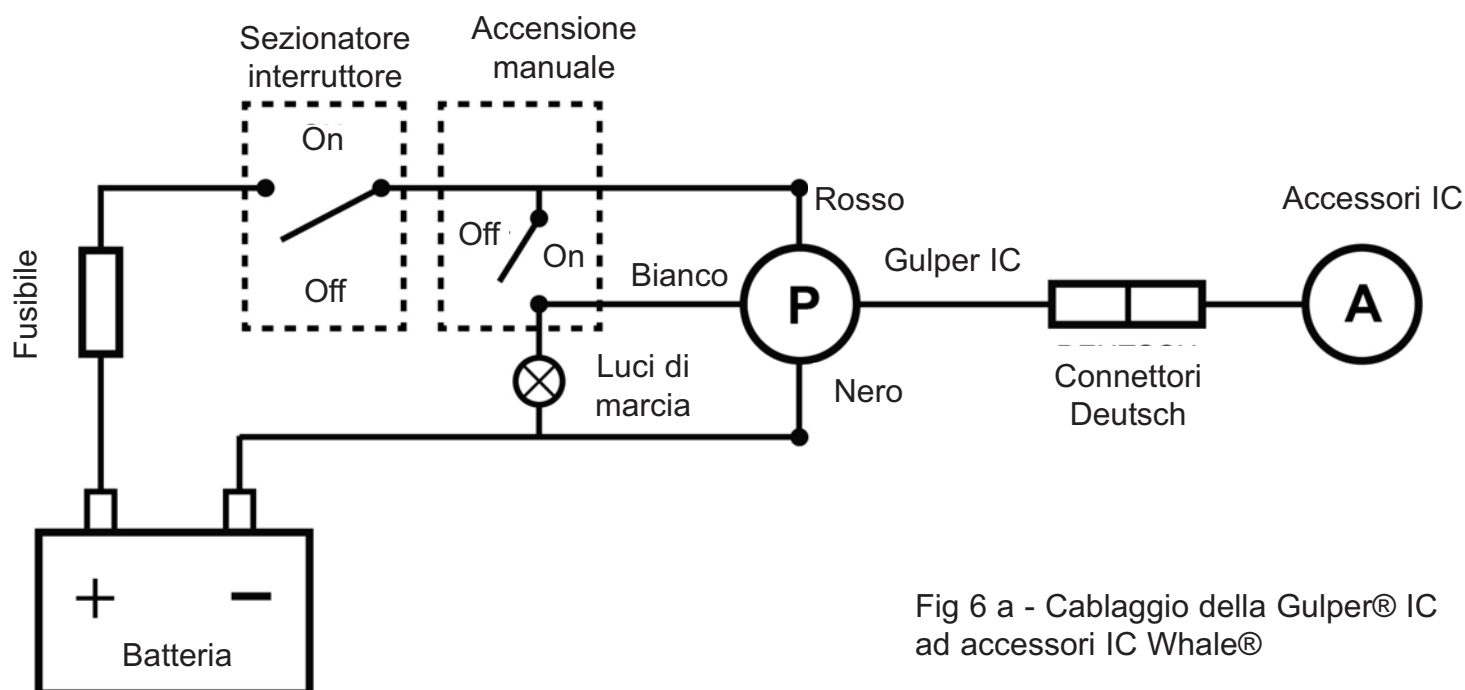 Sezionatore
interruttore
Accensione
manuale
On
Off
Off
On
Rosso
Accessori IC
Fusibile
Bianco
Gulper IC
P
A
Luci di
marcia
Nero
Connettori
Deutsch
+ −
Batteria
Fig 6 a - Cablaggio della Gulper® IC
ad accessori IC Whale®